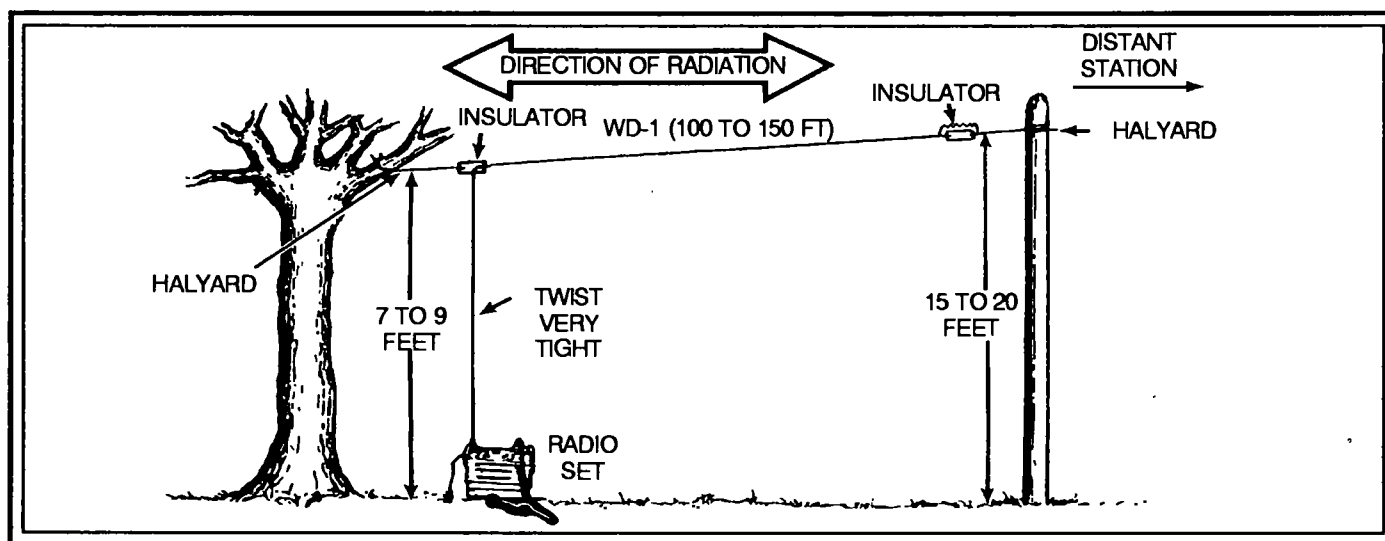 DIRECTION OF RADIATION
DISTANT
STATION
INSULATOR
INSULATOR
WD-1 (100 TO 150 FT)
HALYARD
HALYARD
7 TO 9
FEET
TWIST
VERY
TIGHT
15 TO 20
FEET
RADIO
SET